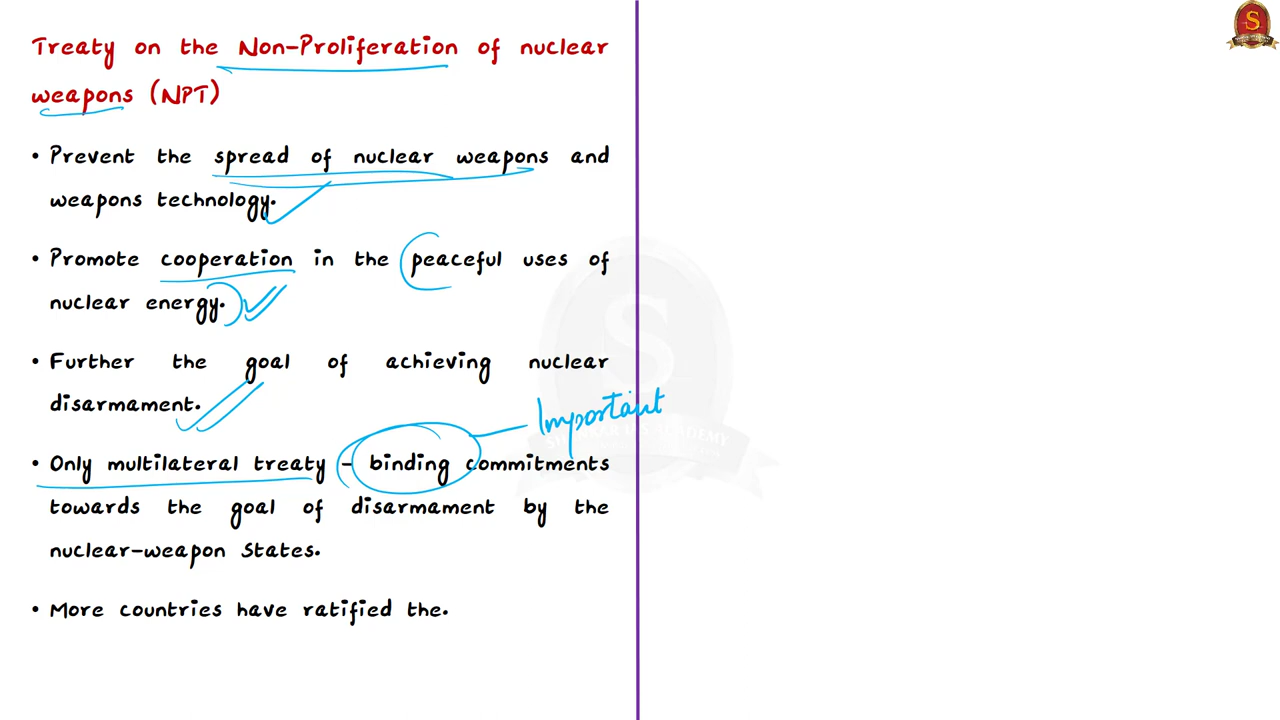 Treaty on the Non-Proliferation of nuclear
weapons (NPT)
• Prevent the spread of nuclear weapons and
weapons technology.
• Promote cooperation in the peaceful uses of
nuclear energy.
• Further the goal of achieving nuclear
disarmament.
Important
• Only multilateral treaty - binding commitments
towards the goal of disarmament by the
nuclear-weapon States.
• More countries have ratified the.
S